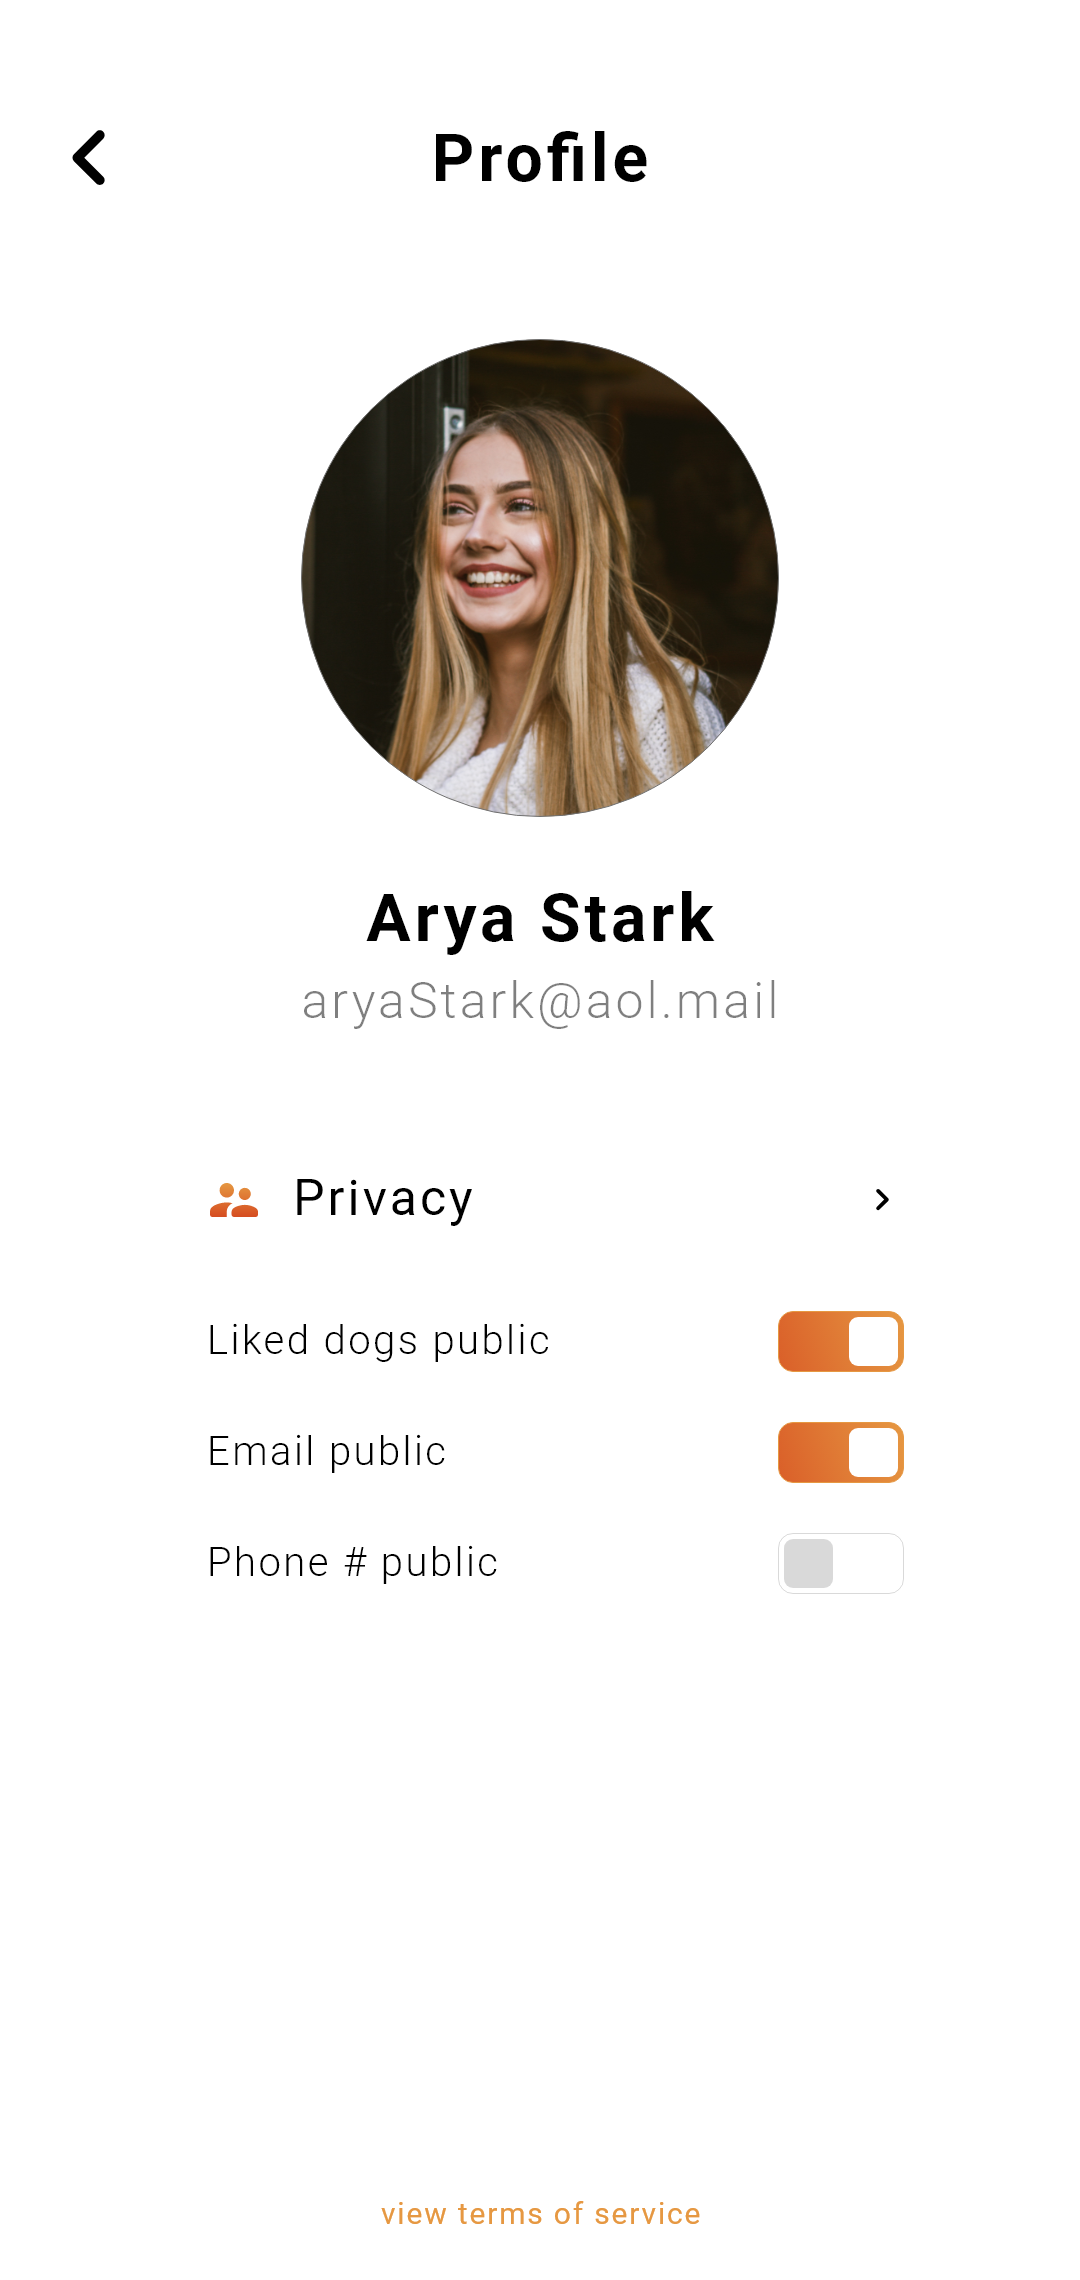 Profile
Arya Stark
aryaStark@aol.mail
Privacy
Liked dogs public
Email public
Phone # public
view terms of service